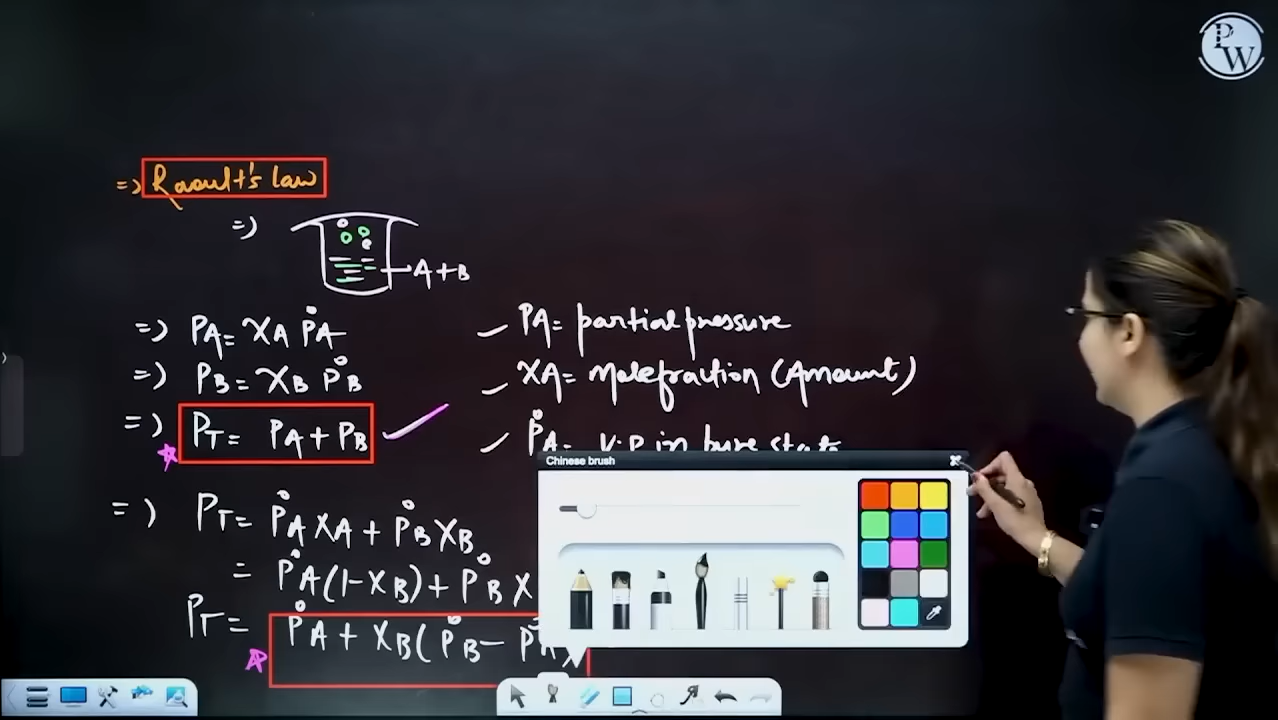 PW
=> Raoult's law
=>
A+B
=> PA= XA P°A
=> PB= XB P°B
=> PT= PA+PB
PA= partial pressure
XA= Molefraction (Amount)
P°A= V.P in pure state
Chinese brush
=> PT= P°A XA + P°B XB
= P°A(1-XB)+ P°B X
PT= P°A + XB(P°B- P°A)